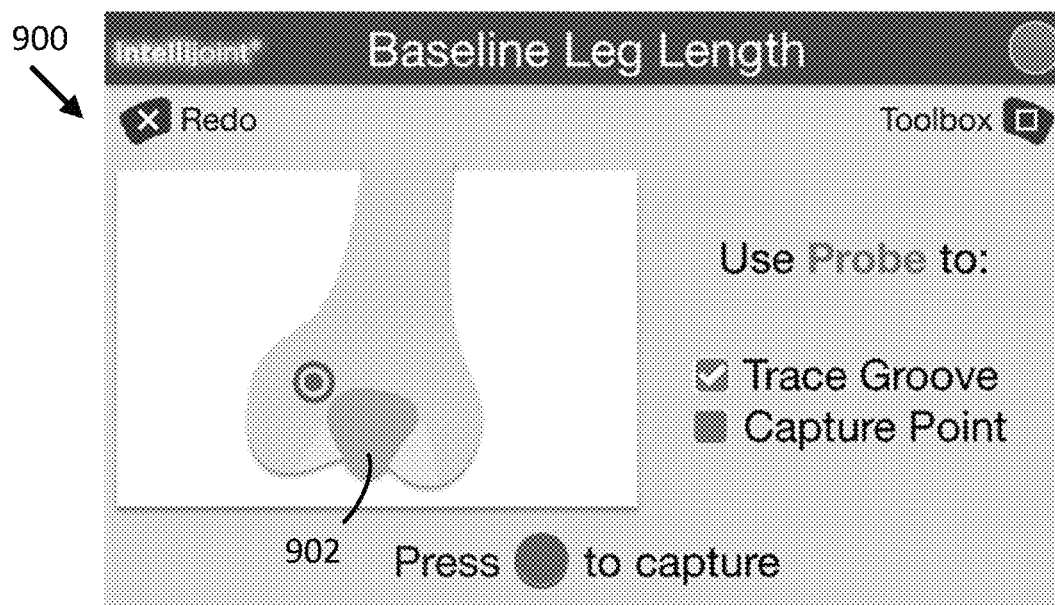 900
intellijoint®
Baseline Leg Length
Redo
Toolbox
Use Probe to:
Trace Groove
Capture Point
902
Press to capture